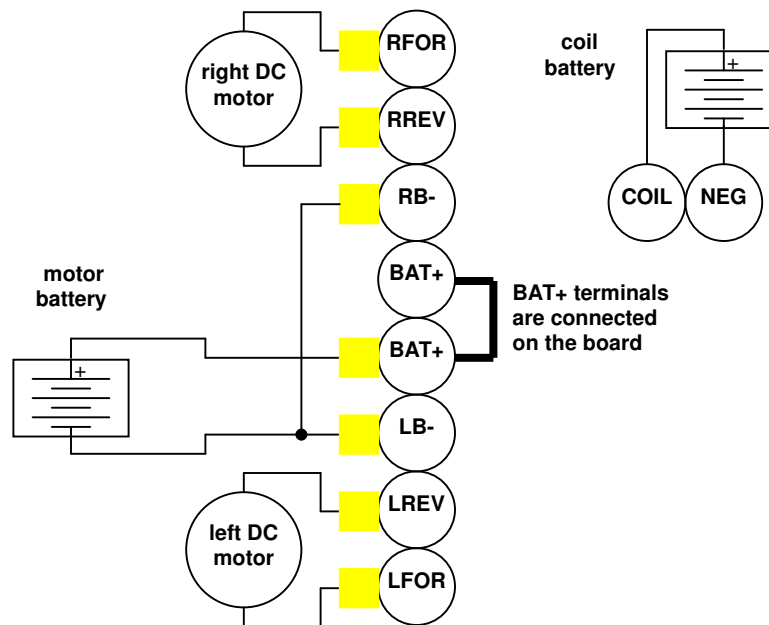 RFOR
right DC
motor
RREV
RB-
BAT+
BAT+
LB-
LREV
LFOR
coil
battery
+
COIL
NEG
motor
battery
+
BAT+ terminals
are connected
on the board
left DC
motor